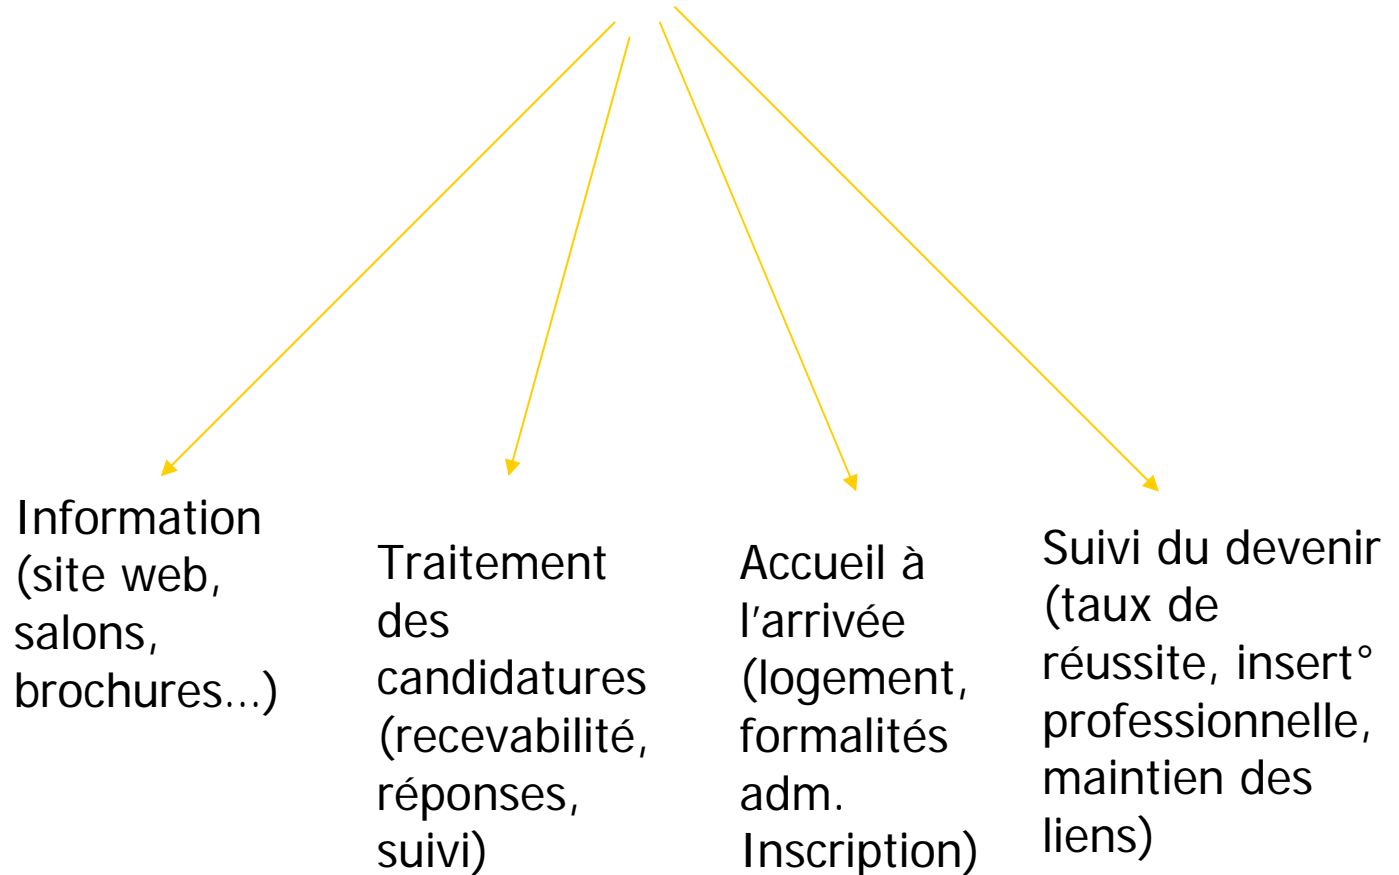 Information
(site web,
salons,
brochures…)
Traitement
des
candidatures
(recevabilité,
réponses,
suivi)
Accueil à
l’arrivée
(logement,
formalités
adm.
Inscription)
Suivi du devenir
(taux de
réussite, insert°
professionnelle,
maintien des
liens)